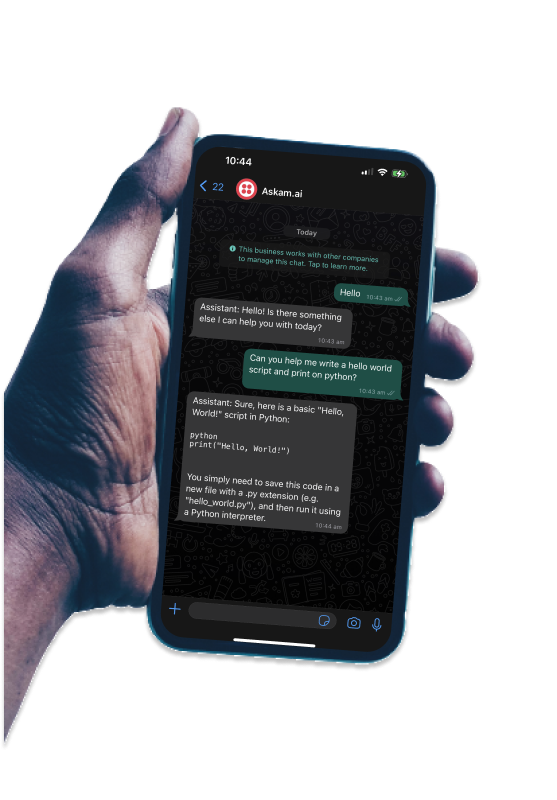 10:44
22
Askam.ai
Today
This business works with other companies
to manage this chat. Tap to learn more.
Hello 10:43 am
Assistant: Hello! Is there something
else I can help you with today?
10:43 am
Can you help me write a hello world
script and print on python?
10:43 am
Assistant: Sure, here is a basic "Hello,
World!" script in Python:
python
print("Hello, World!")
You simply need to save this code in a
new file with a .py extension (e.g.
"hello_world.py"), and then run it using
a Python interpreter.
10:44 am